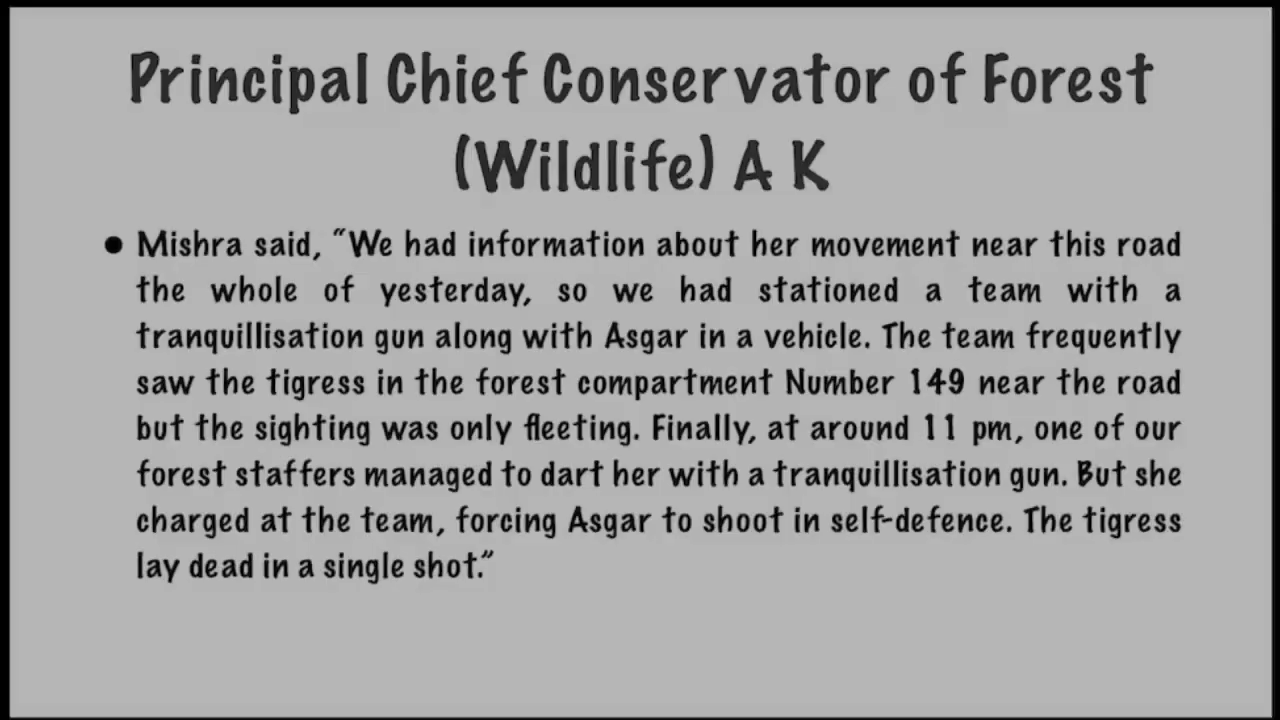 Principal Chief Conservator of Forest
(Wildlife) A K
• Mishra said, “We had information about her movement near this road
the whole of yesterday, so we had stationed a team with a
tranquillisation gun along with Asgar in a vehicle. The team frequently
saw the tigress in the forest compartment Number 149 near the road
but the sighting was only fleeting. Finally, at around 11 pm, one of our
forest staffers managed to dart her with a tranquillisation gun. But she
charged at the team, forcing Asgar to shoot in self-defence. The tigress
lay dead in a single shot.”